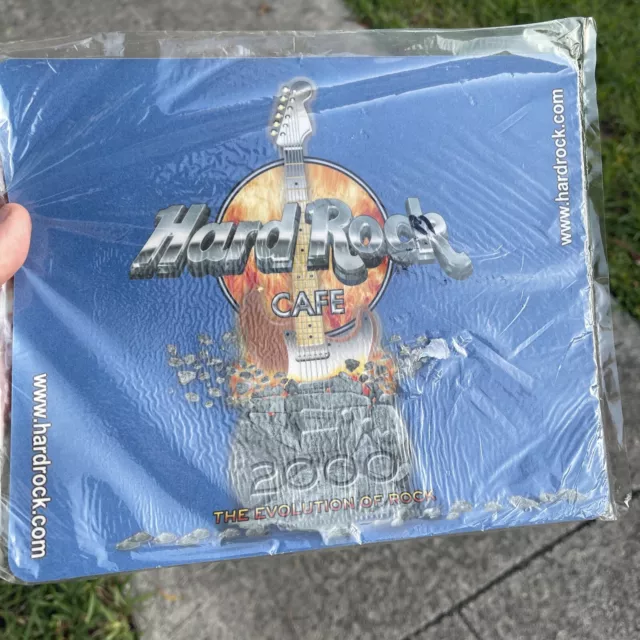 Hard Rock
CAFE
2000
THE EVOLUTION OF ROCK
www.hardrock.com
www.hardrock.com